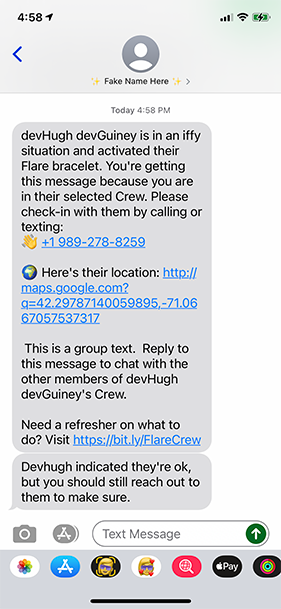 4:58
✨ Fake Name Here ✨ >
Today 4:58 PM
devHugh devGuiney is in an iffy
situation and activated their
Flare bracelet. You're getting
this message because you are
in their selected Crew. Please
check-in with them by calling or
texting:
👋 +1 989-278-8259
🌍 Here's their location: http://
maps.google.com?
q=42.29787140059895,-71.06
67057537317
This is a group text.  Reply to
this message to chat with the
other members of devHugh
devGuiney's Crew.
Need a refresher on what to
do? Visit https://bit.ly/FlareCrew
Devhugh indicated they're ok,
but you should still reach out to
them to make sure.
Text Message
Pay